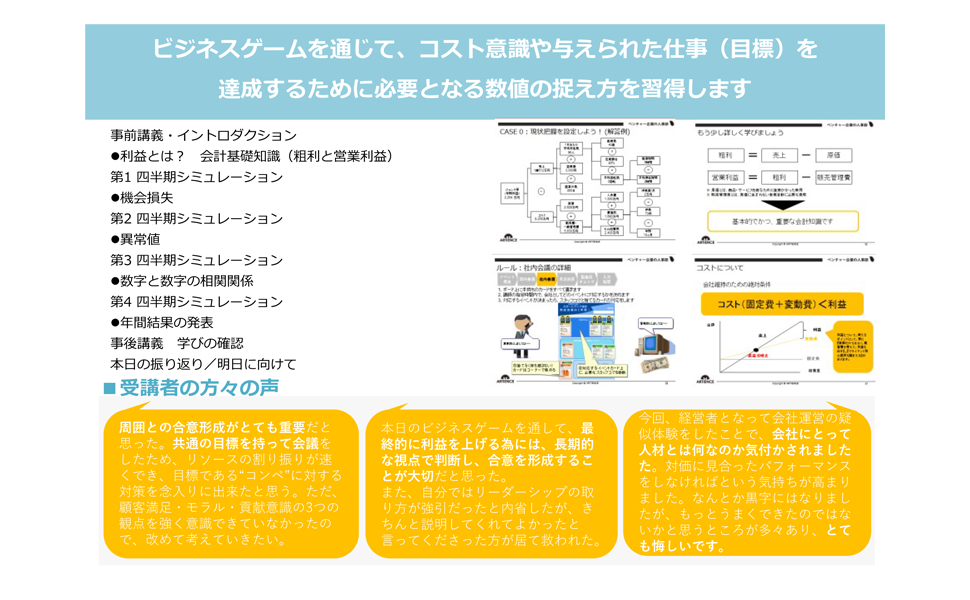 ビジネスゲームを通じて、コスト意識や与えられた仕事（目標）を
達成するために必要となる数値の捉え方を習得します
事前講義・イントロダクション
●利益とは？　会計基礎知識（粗利と営業利益）
第1 四半期シミュレーション
●機会損失
第2 四半期シミュレーション
●異常値
第3 四半期シミュレーション
●数字と数字の相関関係
第4 四半期シミュレーション
●年間結果の発表
事後講義　学びの確認
本日の振り返り／明日に向けて
CASE 0：現状把握を設定しよう！(解答例)
もう少し詳しく学びましょう
粗利 ＝ 売上 － 原価
営業利益 ＝ 粗利 － 販売管理費
基本的でかつ、重要な会計知識です
ARTIENCE
ルール：社内会議の詳細
コストについて
会社維持のための絶対条件
コスト（固定費＋変動費）＜利益
■受講者の方々の声
周囲との合意形成がとても重要だと
思った。共通の目標を持って会議を
したため、リソースの割り振りが速
くでき、目標である“コンペ”に対する
対策を念入りに出来たと思う。ただ、
顧客満足・モラル・貢献意識の3つの
観点を強く意識できていなかったの
で、改めて考えていきたい。
本日のビジネスゲームを通して、最
終的に利益を上げる為には、長期的
な視点で判断し、合意を形成するこ
とが大切だと思った。
また、自分ではリーダーシップの取
り方が強引だったと内省したが、き
ちんと説明してくれてよかったと
言ってくださった方が居て救われた。
今回、経営者となって会社運営の疑
似体験をしたことで、会社にとって
人材とは何なのか気付かされました
た。対価に見合ったパフォーマンス
をしなければという気持ちが高まり
ました。なんとか黒字にはなりまし
たが、もっとうまくできたのではな
いかと思うところが多々あり、とて
も悔しいです。